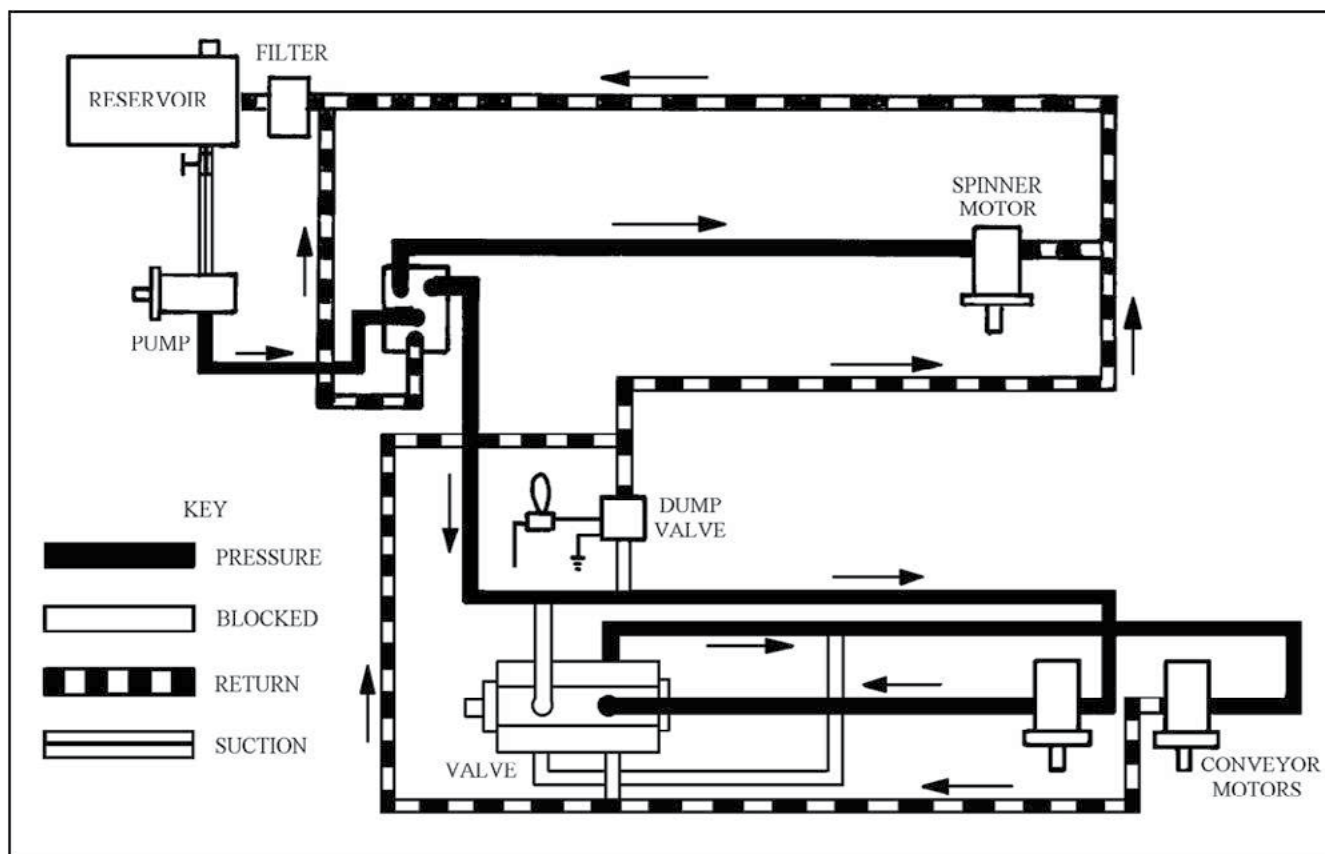 FILTER
RESERVOIR
SPINNER
MOTOR
PUMP
DUMP
VALVE
KEY
PRESSURE
BLOCKED
RETURN
SUCTION
VALVE
CONVEYOR
MOTORS